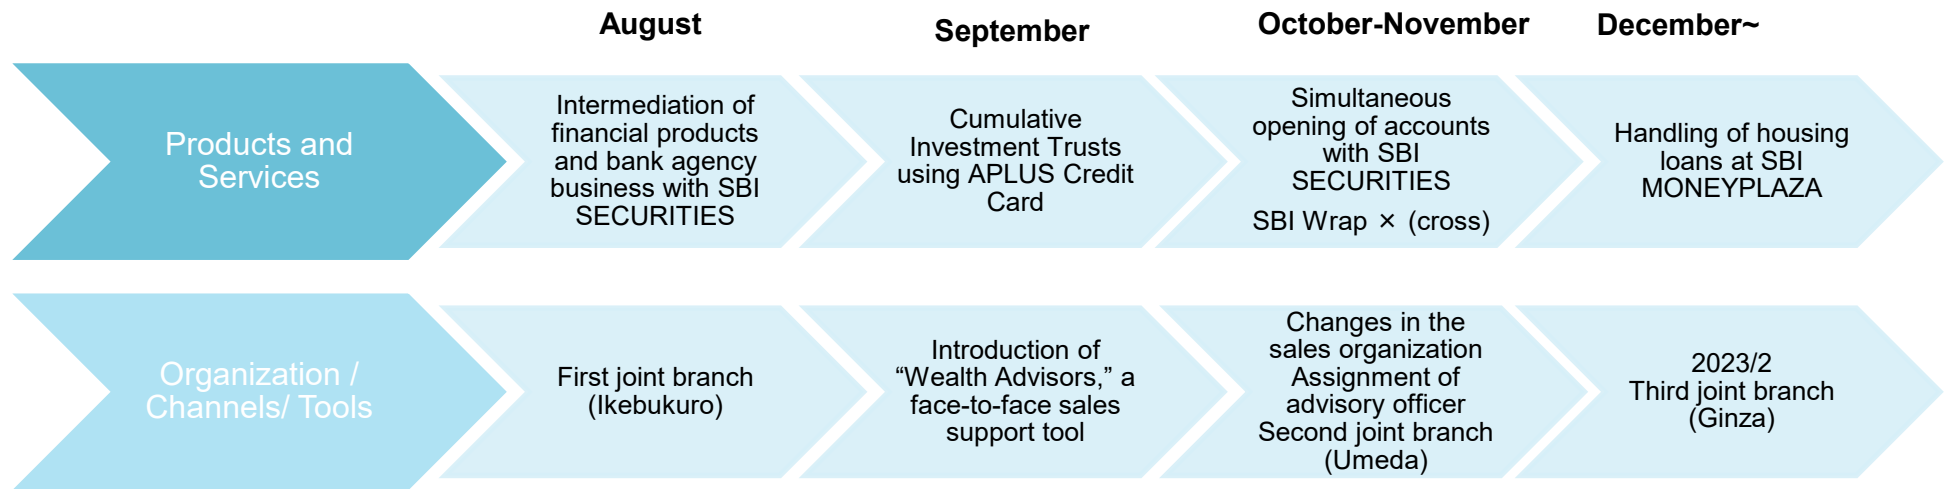 August
September
October-November
December~
Products and
Services
Intermediation of
financial products
and bank agency
business with SBI
SECURITIES
Cumulative
Investment Trusts
using APLUS Credit
Card
Simultaneous
opening of accounts
with SBI
SECURITIES
SBI Wrap × (cross)
Handling of housing
loans at SBI
MONEYPLAZA
Organization /
Channels/ Tools
First joint branch
(Ikebukuro)
Introduction of
“Wealth Advisors,” a
face-to-face sales
support tool
Changes in the
sales organization
Assignment of
advisory officer
Second joint branch
(Umeda)
2023/2
Third joint branch
(Ginza)